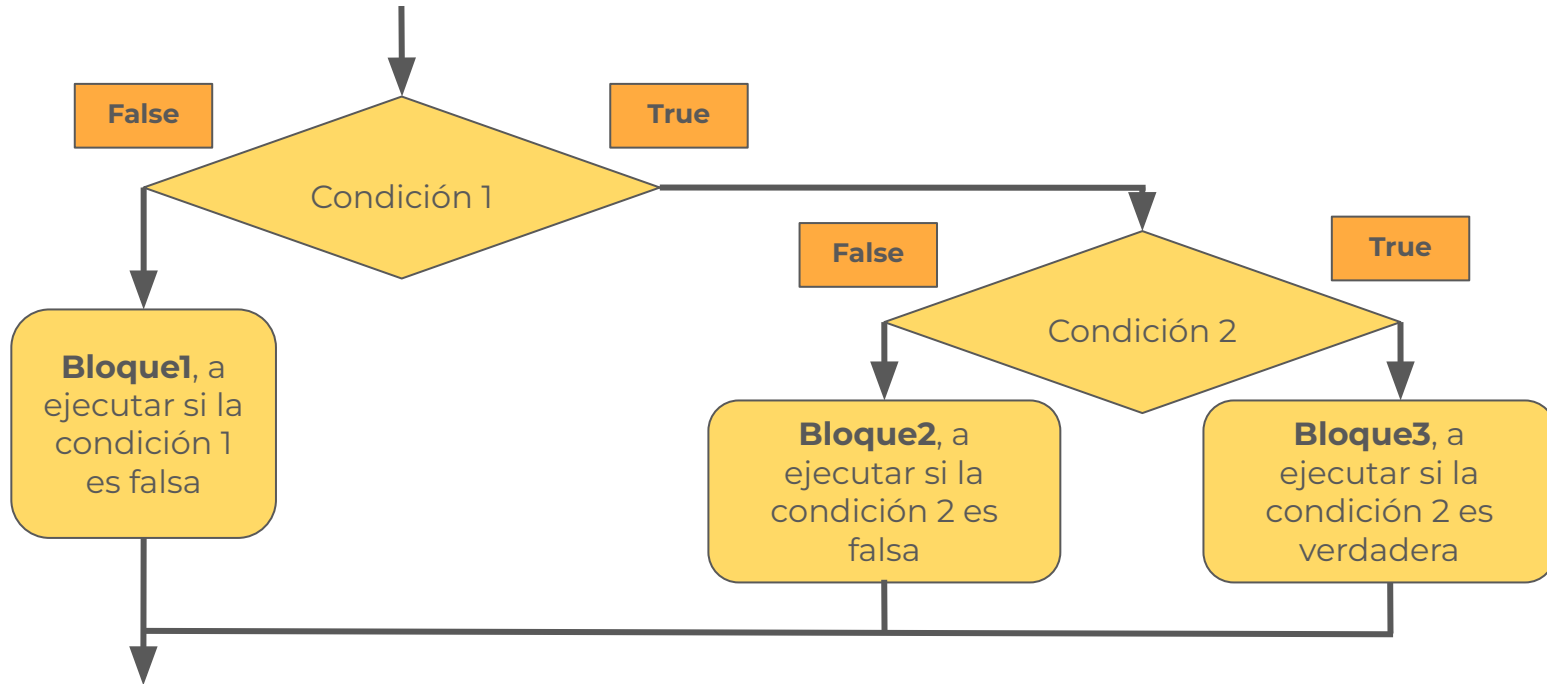 False
True
Condición 1
False
True
Condición 2
Bloque1, a
ejecutar si la
condición 1
es falsa
Bloque2, a
ejecutar si la
condición 2 es
falsa
Bloque3, a
ejecutar si la
condición 2 es
verdadera